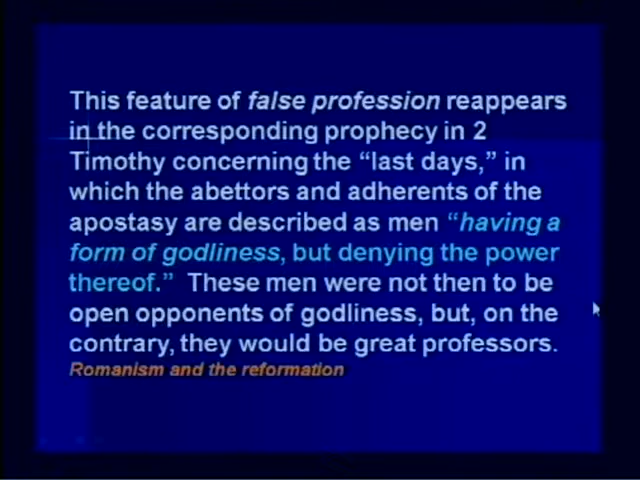 This feature of false profession reappears
in the corresponding prophecy in 2
Timothy concerning the “last days,” in
which the abettors and adherents of the
apostasy are described as men “having a
form of godliness, but denying the power
thereof.” These men were not then to be
open opponents of godliness, but, on the
contrary, they would be great professors.
Romanism and the reformation